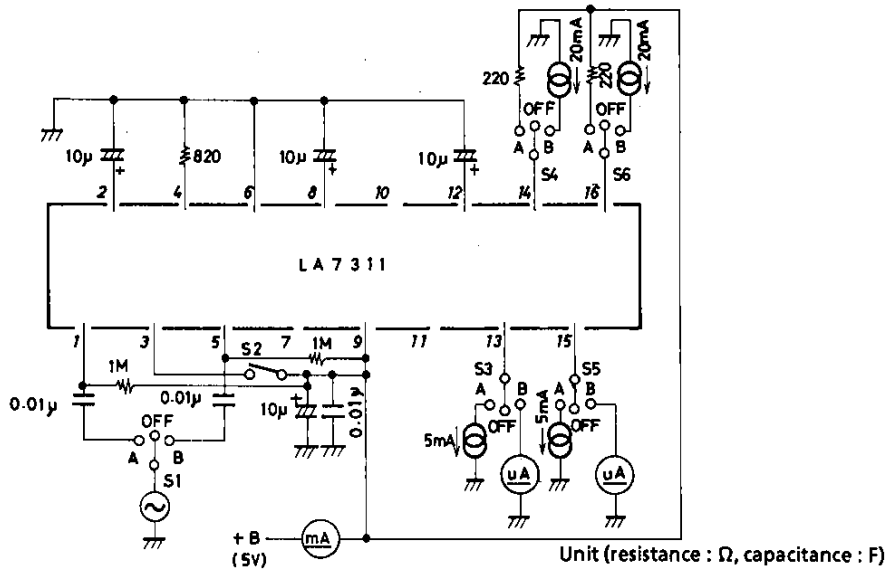 20mA
20mA
220
220
OFF
OFF
A
B
A
B
S4
S6
10μ
+
820
10μ
+
10μ
+
2
4
6
8
10
12
14
16
LA7311
1
3
5
7
9
11
13
15
S2
1M
1M
0.01μ
0.01μ
10μ
+
0.01μ
OFF
A
B
S1
S3
A
B
OFF
5mA
uA
S5
A
B
OFF
5mA
uA
+B
(5V)
mA
Unit (resistance : Ω, capacitance : F)